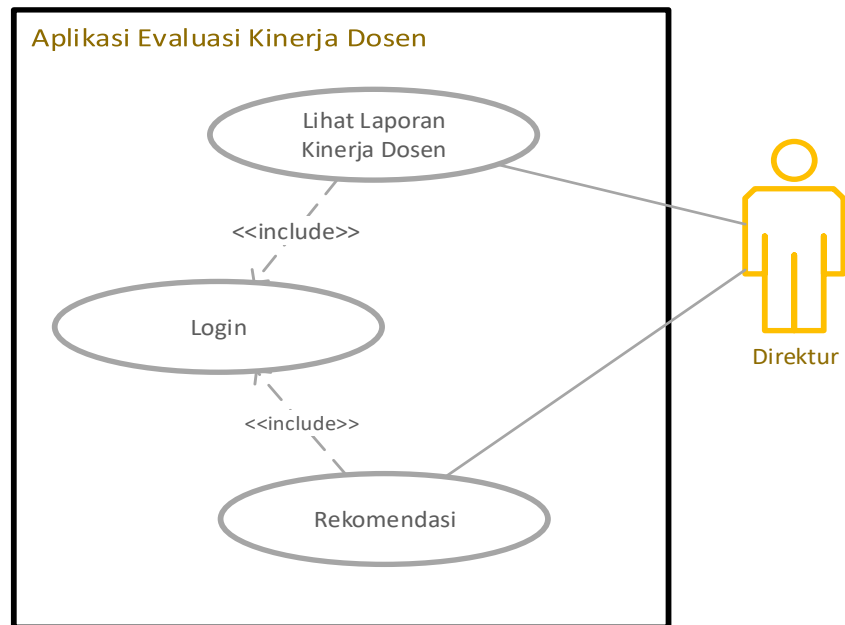 Aplikasi Evaluasi Kinerja Dosen
Lihat Laporan
Kinerja Dosen
<<include>>
Login
Direktur
<<include>>
Rekomendasi